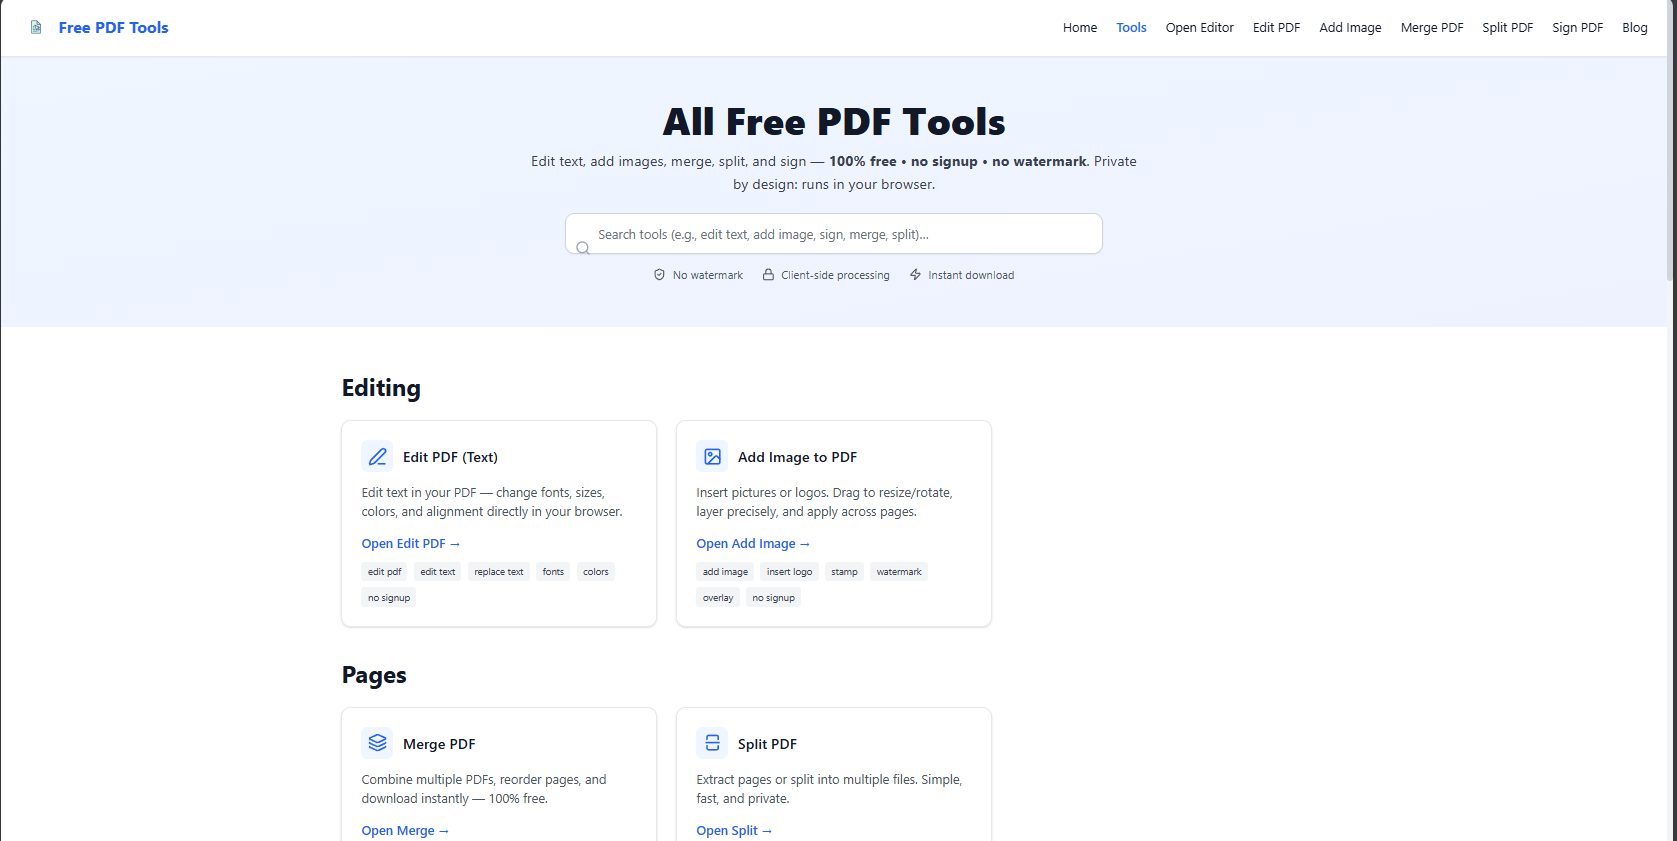 Free PDF Tools
Home Tools Open Editor Edit PDF Add Image Merge PDF Split PDF Sign PDF Blog
All Free PDF Tools
Edit text, add images, merge, split, and sign — 100% free • no signup • no watermark. Private
by design: runs in your browser.
Search tools (e.g., edit text, add image, sign, merge, split)...
No watermark Client-side processing Instant download
Editing
Edit PDF (Text)
Edit text in your PDF — change fonts, sizes,
colors, and alignment directly in your browser.
Open Edit PDF →
edit pdf edit text replace text fonts colors
no signup
Add Image to PDF
Insert pictures or logos. Drag to resize/rotate,
layer precisely, and apply across pages.
Open Add Image →
add image insert logo stamp watermark
overlay no signup
Pages
Merge PDF
Combine multiple PDFs, reorder pages, and
download instantly — 100% free.
Open Merge →
Split PDF
Extract pages or split into multiple files. Simple,
fast, and private.
Open Split →